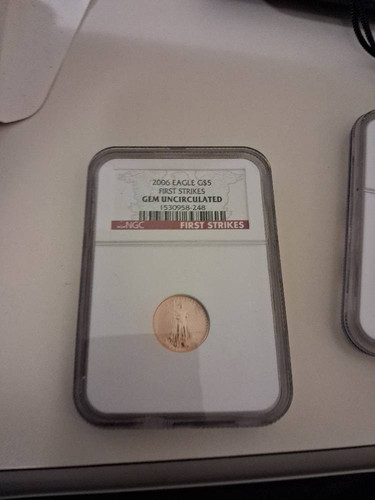 2006 EAGLE G$5
FIRST STRIKES
GEM UNCIRCULATED
1530958-248
NGC FIRST STRIKES